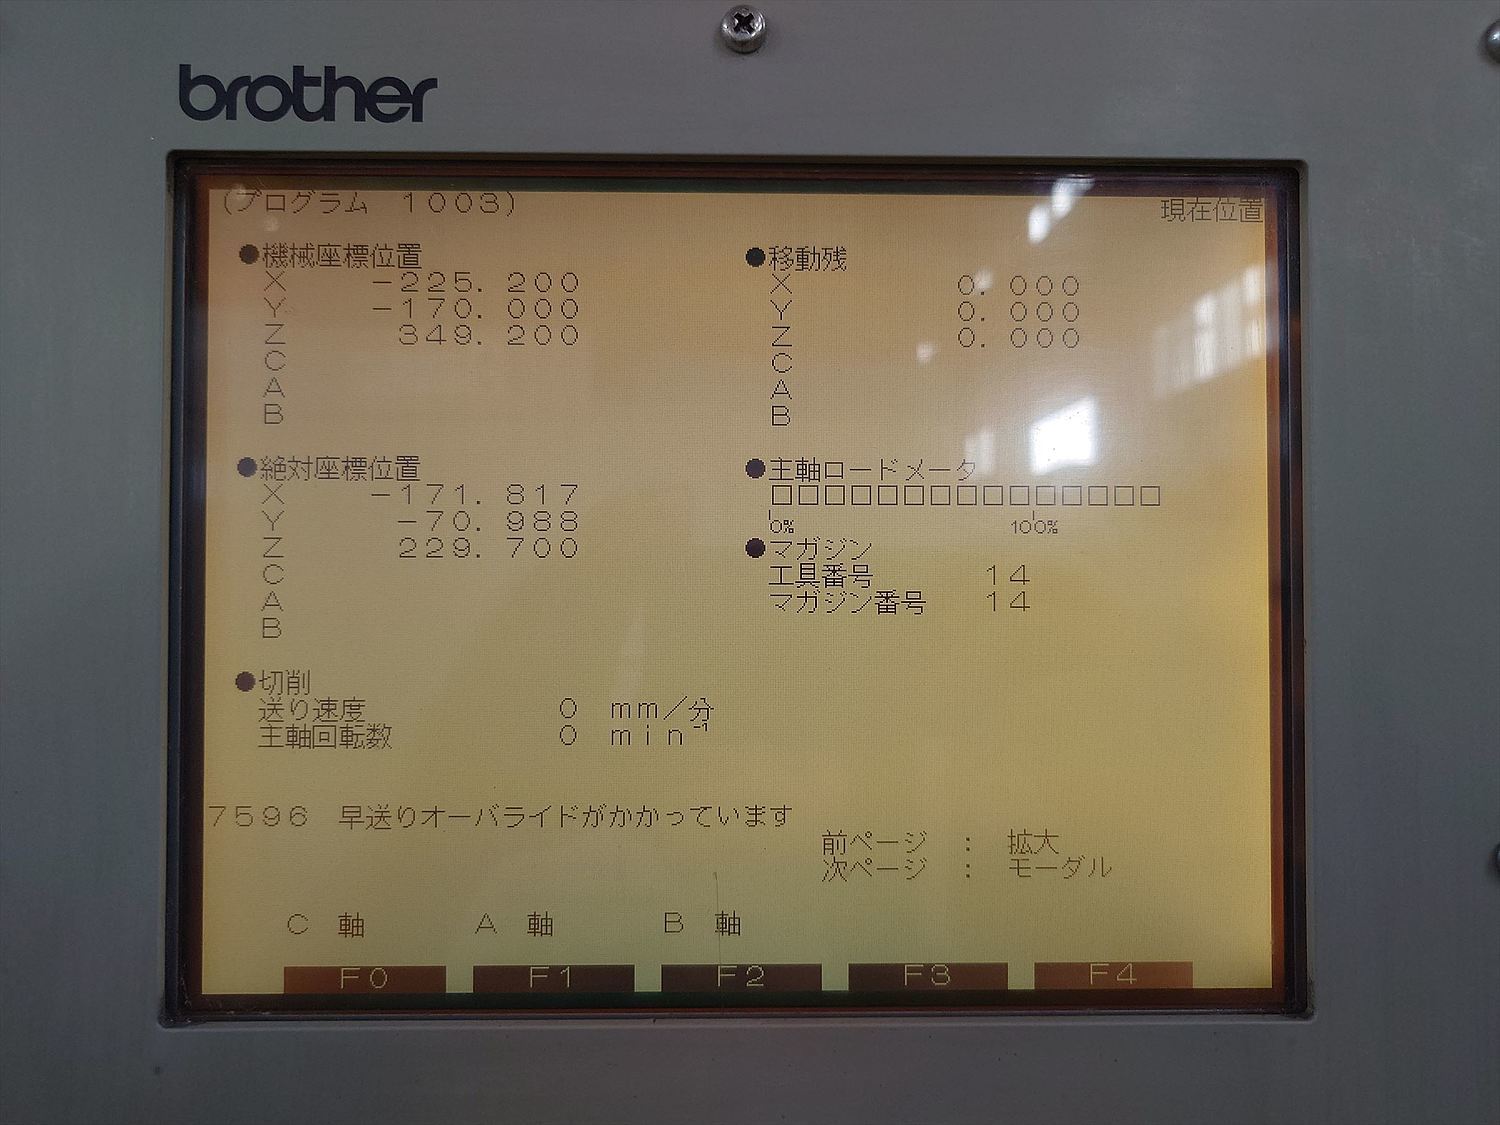 brother
(プログラム 1003)
現在位置
●機械座標位置
X -225.200
Y -170.000
Z 349.200
C
A
B
●移動残
X 0.000
Y 0.000
Z 0.000
C
A
B
●絶対座標位置
X -171.817
Y -70.988
Z 229.700
C
A
B
●主軸ロードメータ
□□□□□□□□□□□□□□□
0% 100%
●マガジン
工具番号 14
マガジン番号 14
●切削
送り速度 0 mm/分
主軸回転数 0 min⁻¹
7596 早送りオーバライドがかかっています
前ページ : 拡大
次ページ : モーダル
C 軸 A 軸 B 軸
F0 F1 F2 F3 F4